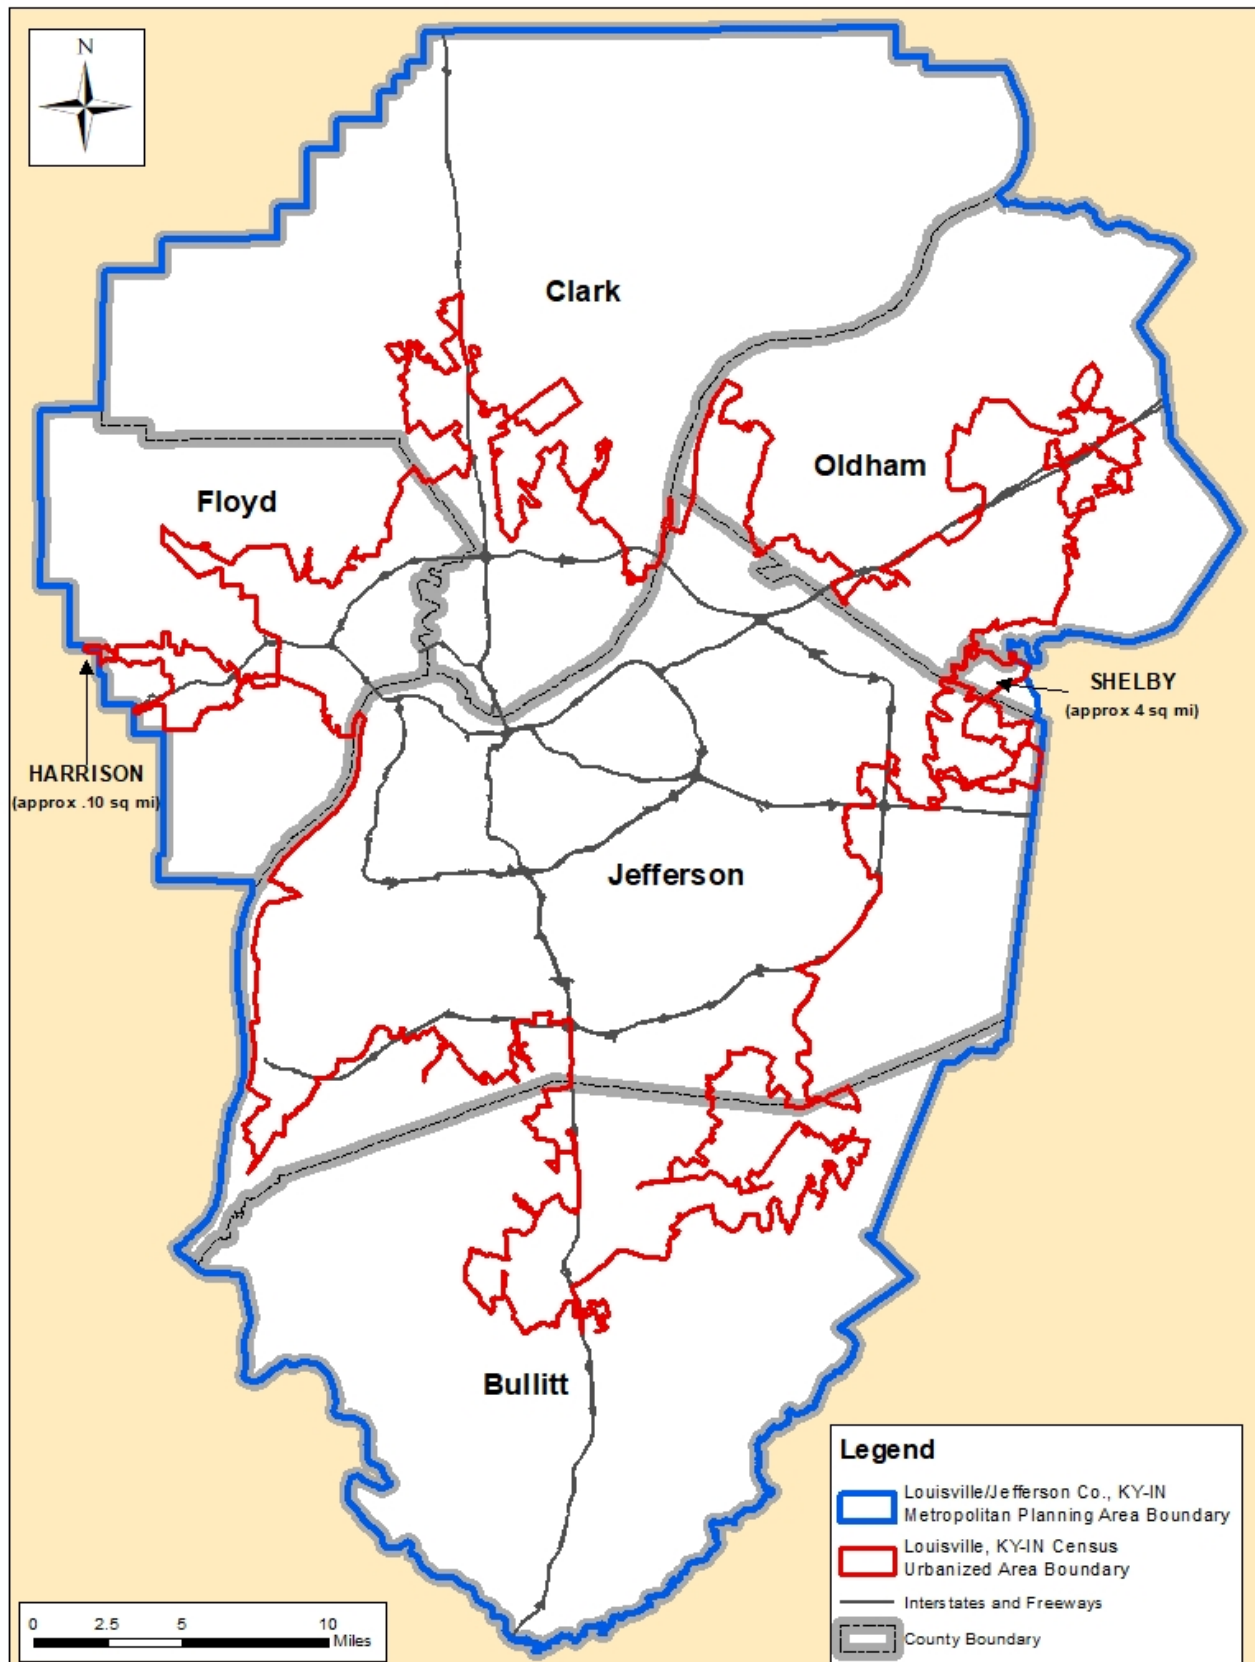 N
Clark
Oldham
Floyd
SHELBY
(approx 4 sq mi)
HARRISON
(approx .10 sq mi)
Jefferson
Bullitt
Legend
Louisville/Jefferson Co., KY-IN
Metropolitan Planning Area Boundary
Louisville, KY-IN Census
Urbanized Area Boundary
Interstates and Freeways
County Boundary
0 2.5 5 10
Miles